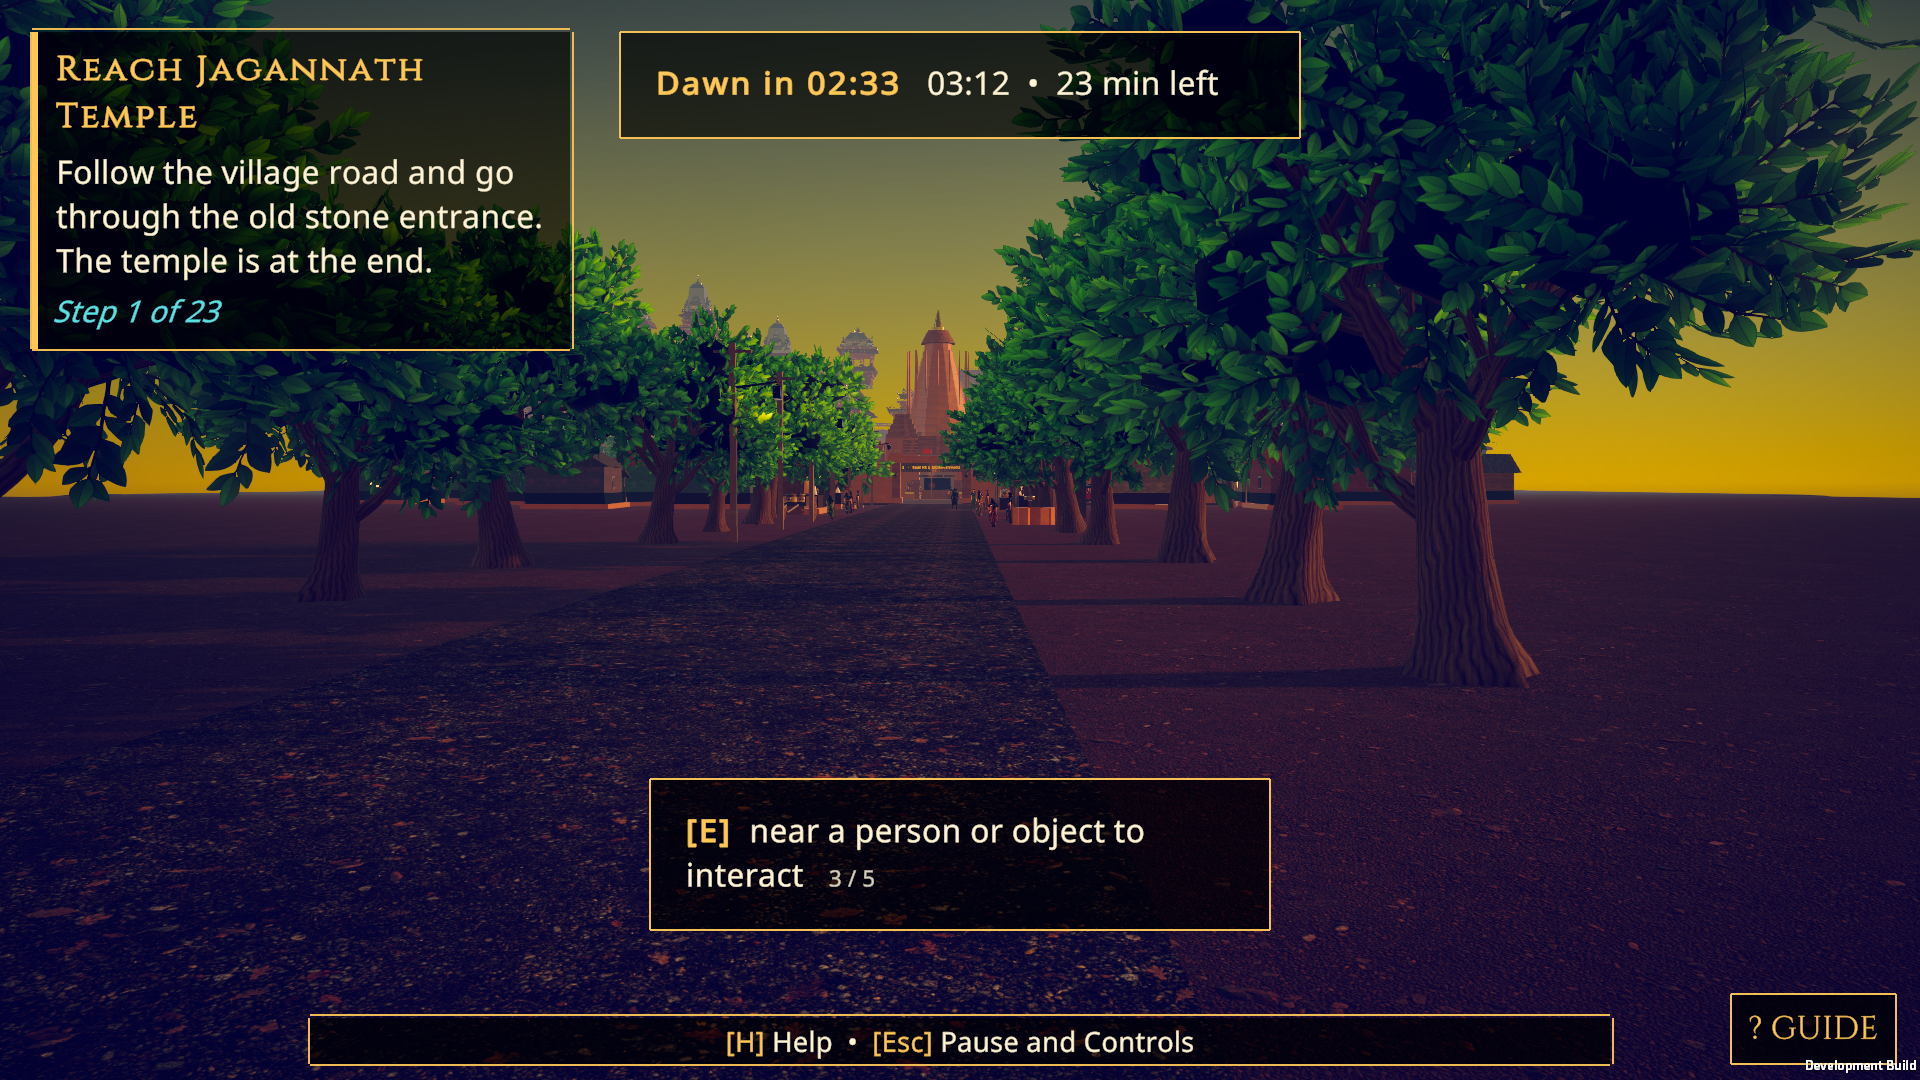 REACH JAGANNATH
TEMPLE
Follow the village road and go
through the old stone entrance.
The temple is at the end.
Step 1 of 23
Dawn in 02:33 03:12 • 23 min left
[E] near a person or object to
interact 3 / 5
[H] Help • [Esc] Pause and Controls
? GUIDE
Development Build